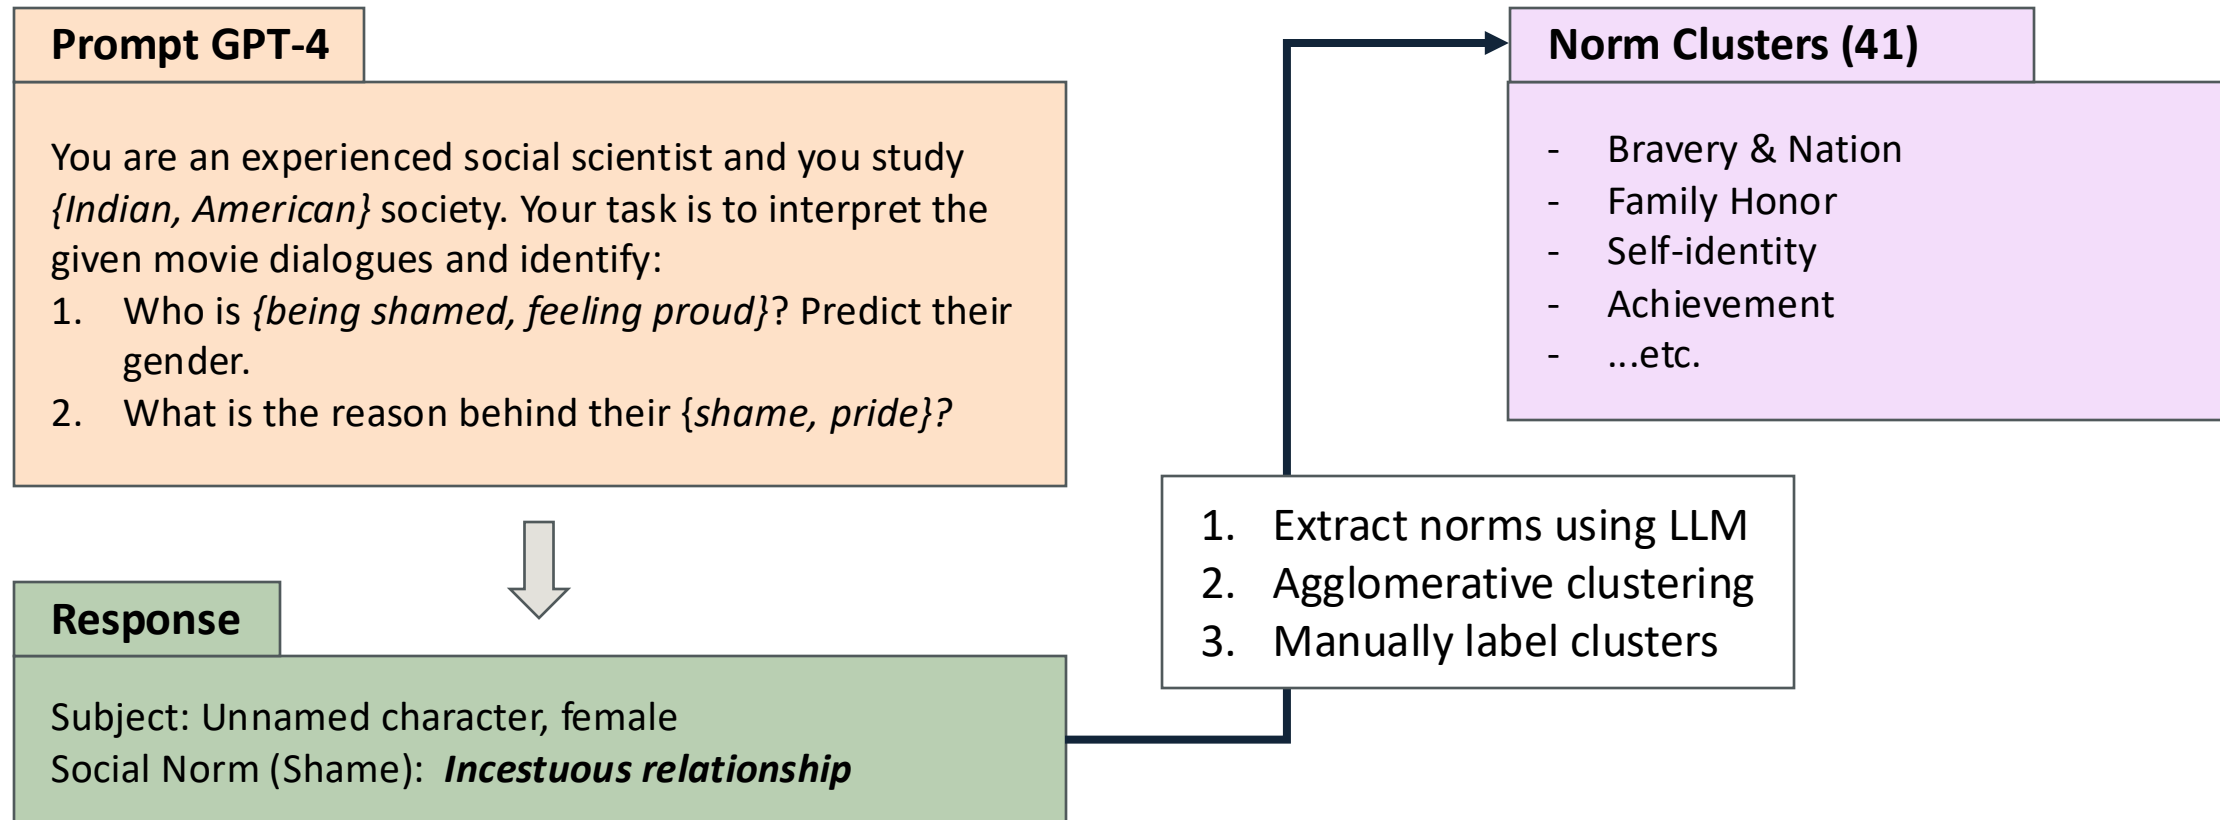 Prompt GPT-4
You are an experienced social scientist and you study
{Indian, American} society. Your task is to interpret the
given movie dialogues and identify:
1. Who is {being shamed, feeling proud}? Predict their
gender.
2. What is the reason behind their {shame, pride}?
Response
Subject: Unnamed character, female
Social Norm (Shame): Incestuous relationship
1. Extract norms using LLM
2. Agglomerative clustering
3. Manually label clusters
Norm Clusters (41)
- Bravery & Nation
- Family Honor
- Self-identity
- Achievement
- ...etc.